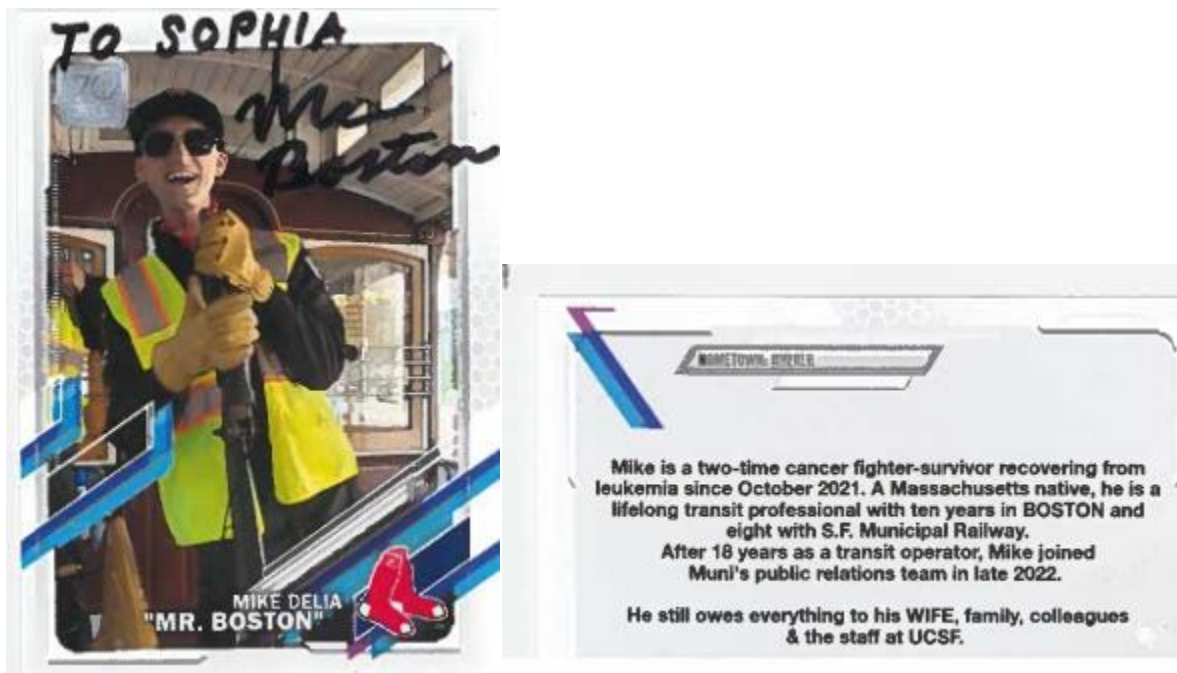 TO SOPHIA
Mr
Boston
MIKE DELIA
"MR. BOSTON"
HOMETOWN:
Mike is a two-time cancer fighter-survivor recovering from
leukemia since October 2021. A Massachusetts native, he is a
lifelong transit professional with ten years in BOSTON and
eight with S.F. Municipal Railway.
After 18 years as a transit operator, Mike joined
Muni's public relations team in late 2022.
He still owes everything to his WIFE, family, colleagues
& the staff at UCSF.